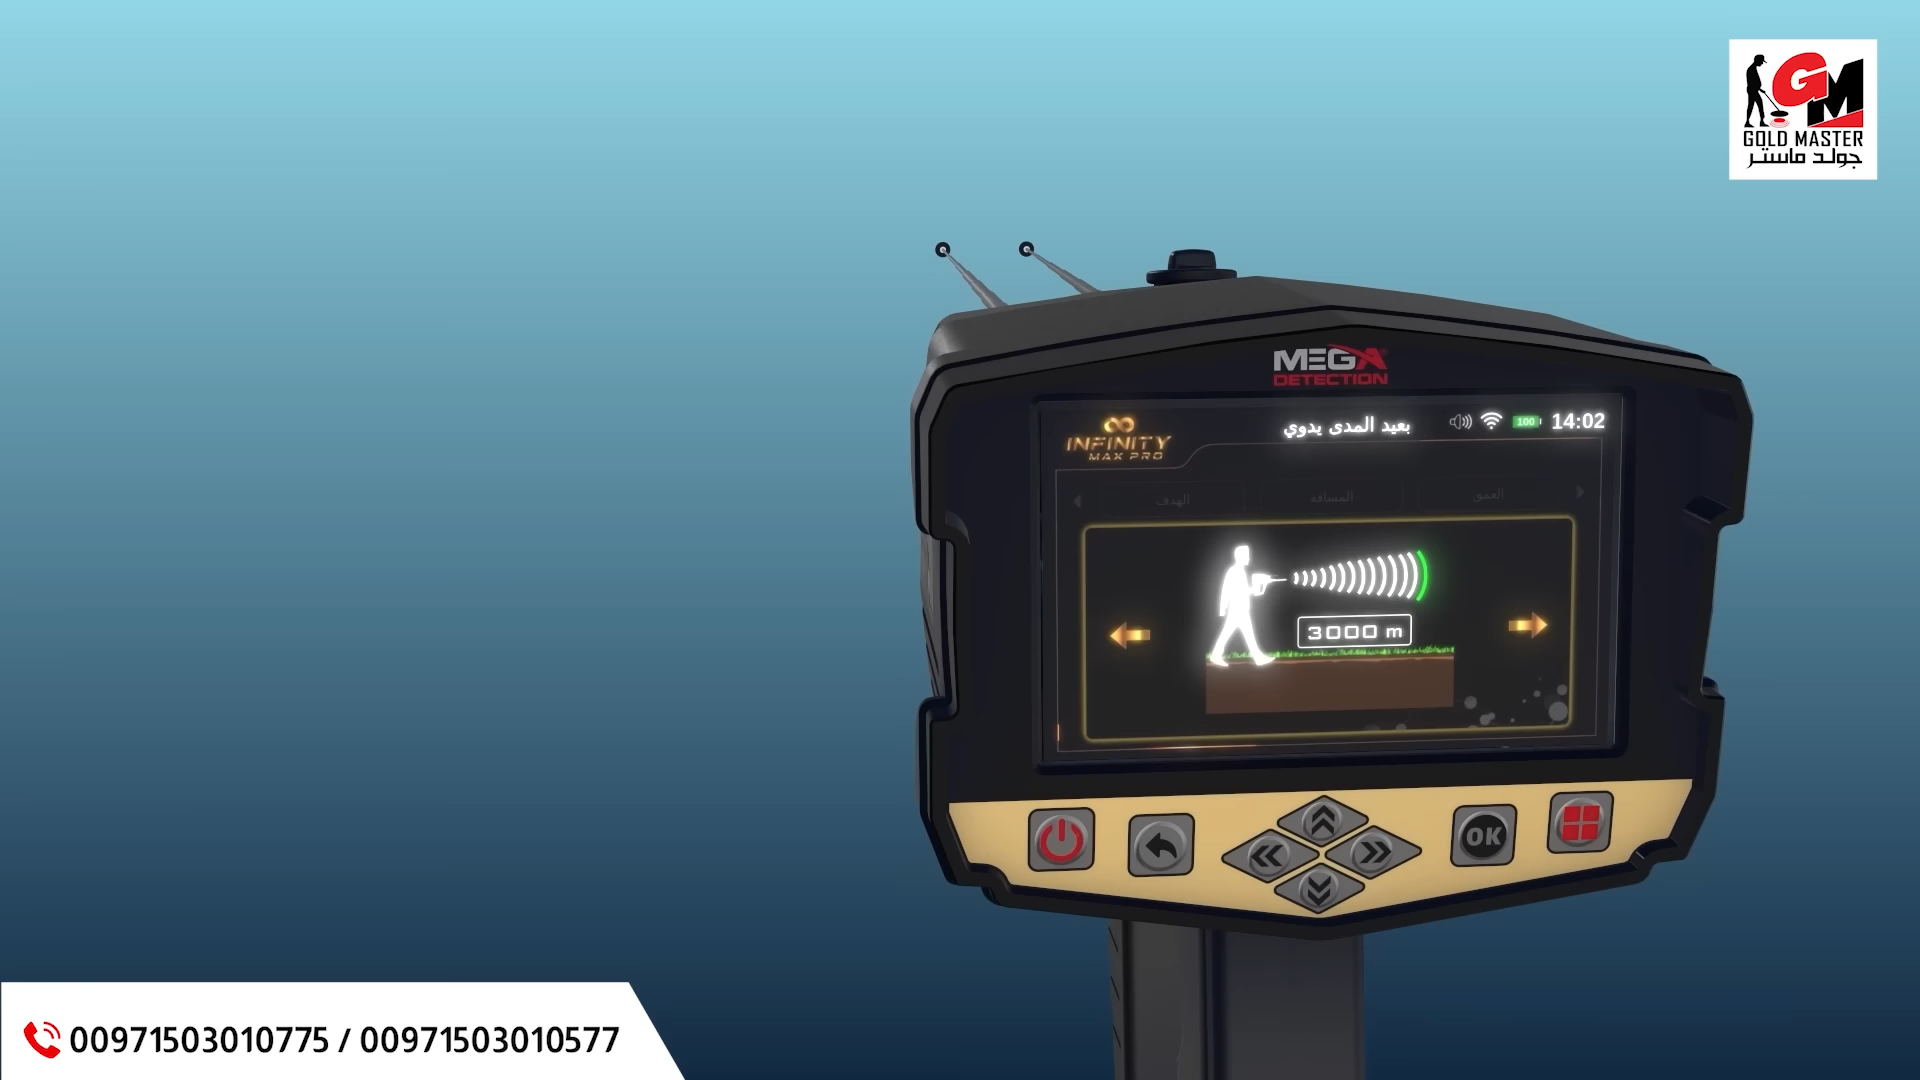 GM
GOLD MASTER
جولد ماستر
MEGA
DETECTION
INFINITY
MAX PRO
بعيد المدى يدوي
100
14:02
الهدف
المسافة
العمق
3000 m
OK
00971503010775 / 00971503010577